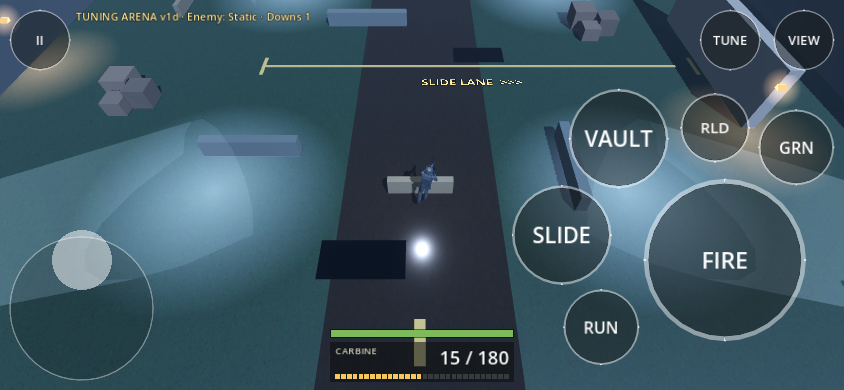 TUNING ARENA v1d · Enemy: Static · Downs 1
II
TUNE
VIEW
SLIDE LANE >>>
VAULT
RLD
GRN
SLIDE
FIRE
RUN
CARBINE
15 / 180